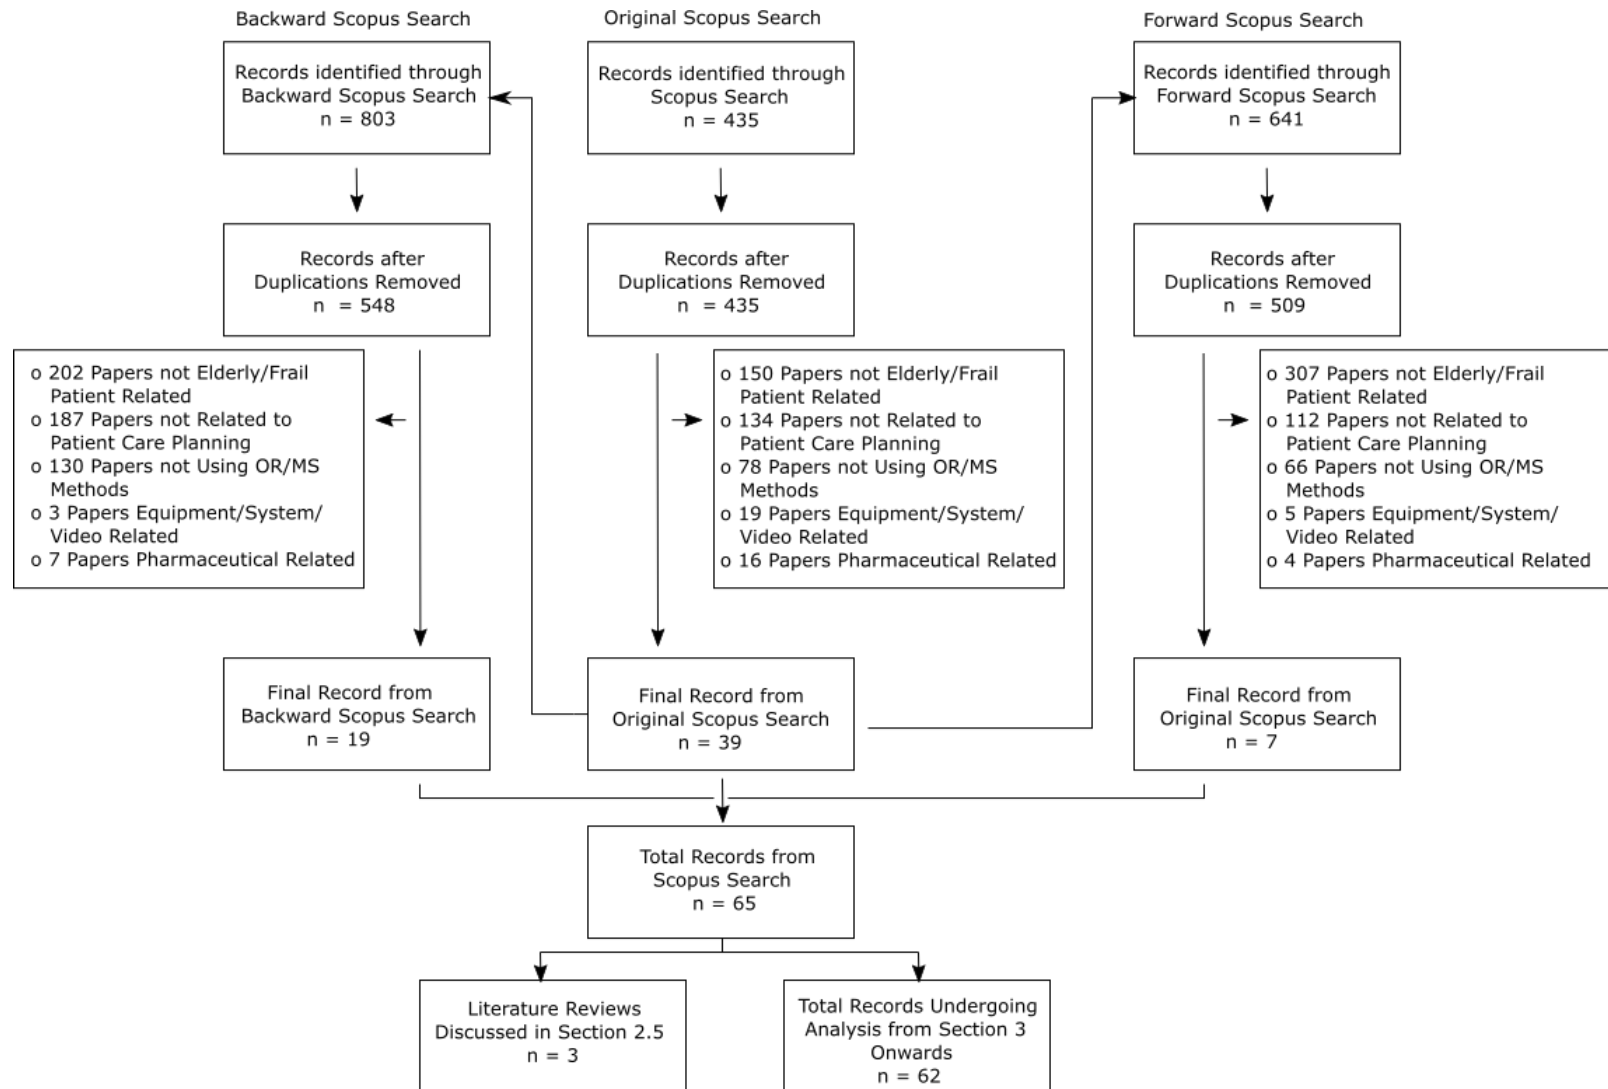 Backward Scopus Search
Records identified through
Backward Scopus Search
n = 803
Records after
Duplications Removed
n = 548
o 202 Papers not Elderly/Frail
Patient Related
o 187 Papers not Related to
Patient Care Planning
o 130 Papers not Using OR/MS
Methods
o 3 Papers Equipment/System/
Video Related
o 7 Papers Pharmaceutical Related
Final Record from
Backward Scopus Search
n = 19
Original Scopus Search
Records identified through
Scopus Search
n = 435
Records after
Duplications Removed
n = 435
o 150 Papers not Elderly/Frail
Patient Related
o 134 Papers not Related to
Patient Care Planning
o 78 Papers not Using OR/MS
Methods
o 19 Papers Equipment/System/
Video Related
o 16 Papers Pharmaceutical Related
Final Record from
Original Scopus Search
n = 39
Forward Scopus Search
Records identified through
Forward Scopus Search
n = 641
Records after
Duplications Removed
n = 509
o 307 Papers not Elderly/Frail
Patient Related
o 112 Papers not Related to
Patient Care Planning
o 66 Papers not Using OR/MS
Methods
o 5 Papers Equipment/System/
Video Related
o 4 Papers Pharmaceutical Related
Final Record from
Original Scopus Search
n = 7
Total Records from
Scopus Search
n = 65
Literature Reviews
Discussed in Section 2.5
n = 3
Total Records Undergoing
Analysis from Section 3
Onwards
n = 62